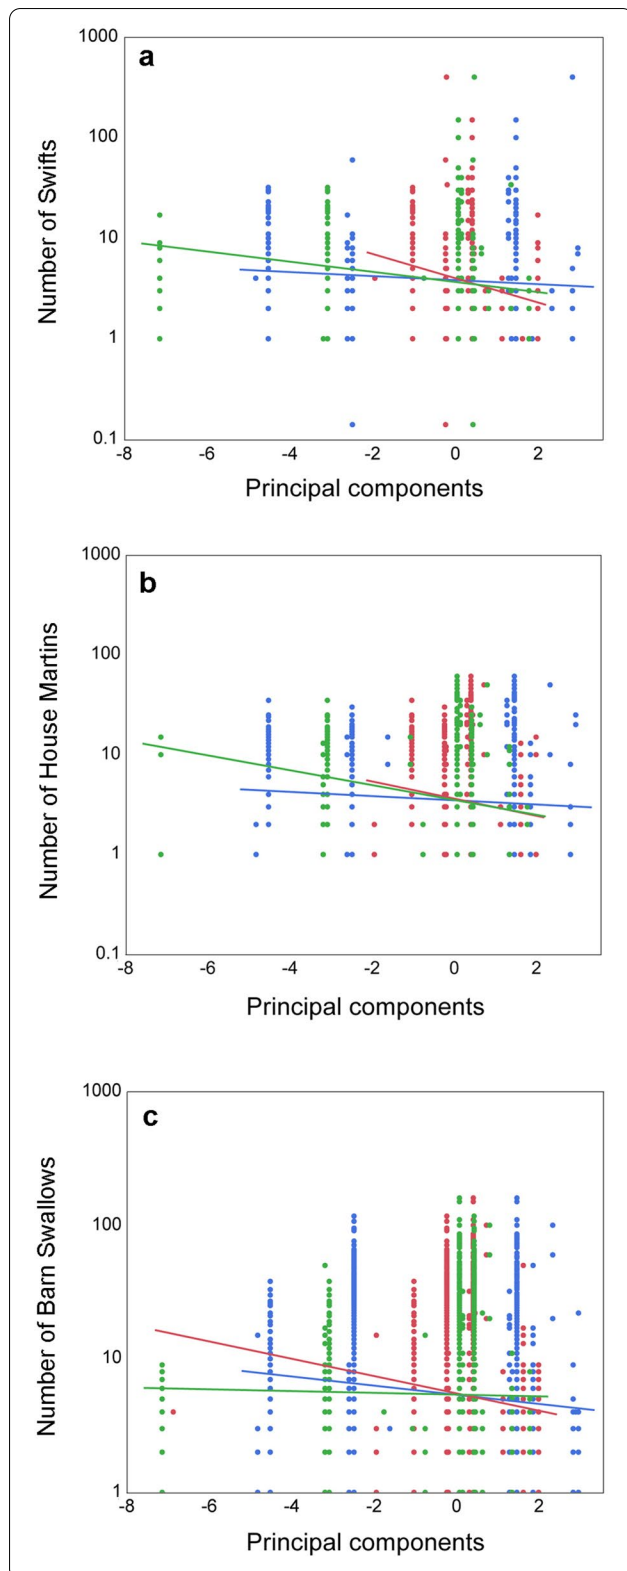 1000
a
100
10
1
0.1
-8 -6 -4 -2 0 2
Number of Swifts
Principal components
1000
b
100
10
1
0.1
-8 -6 -4 -2 0 2
Number of House Martins
Principal components
1000
c
100
10
1
-8 -6 -4 -2 0 2
Number of Barn Swallows
Principal components